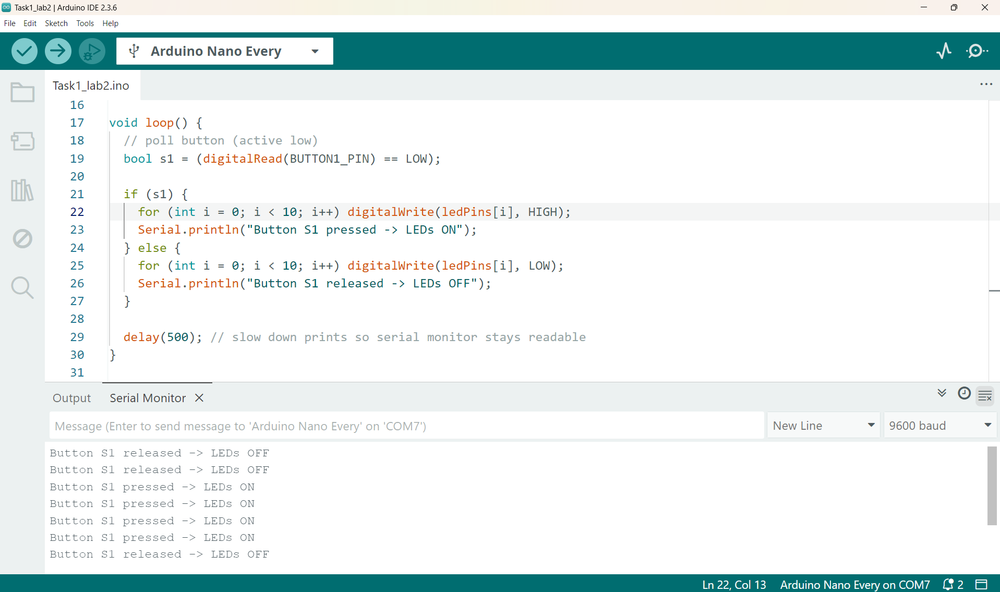 Task1_lab2 | Arduino IDE 2.3.6
File Edit Sketch Tools Help
Arduino Nano Every
Task1_lab2.ino
16
17 void loop() {
18 // poll button (active low)
19 bool s1 = (digitalRead(BUTTON1_PIN) == LOW);
20
21 if (s1) {
22 for (int i = 0; i < 10; i++) digitalWrite(ledPins[i], HIGH);
23 Serial.println("Button S1 pressed -> LEDs ON");
24 } else {
25 for (int i = 0; i < 10; i++) digitalWrite(ledPins[i], LOW);
26 Serial.println("Button S1 released -> LEDs OFF");
27 }
28
29 delay(500); // slow down prints so serial monitor stays readable
30 }
31
Output Serial Monitor
Message (Enter to send message to 'Arduino Nano Every' on 'COM7') New Line 9600 baud
Button S1 released -> LEDs OFF
Button S1 released -> LEDs OFF
Button S1 pressed -> LEDs ON
Button S1 pressed -> LEDs ON
Button S1 pressed -> LEDs ON
Button S1 pressed -> LEDs ON
Button S1 released -> LEDs OFF
Ln 22, Col 13 Arduino Nano Every on COM7 2